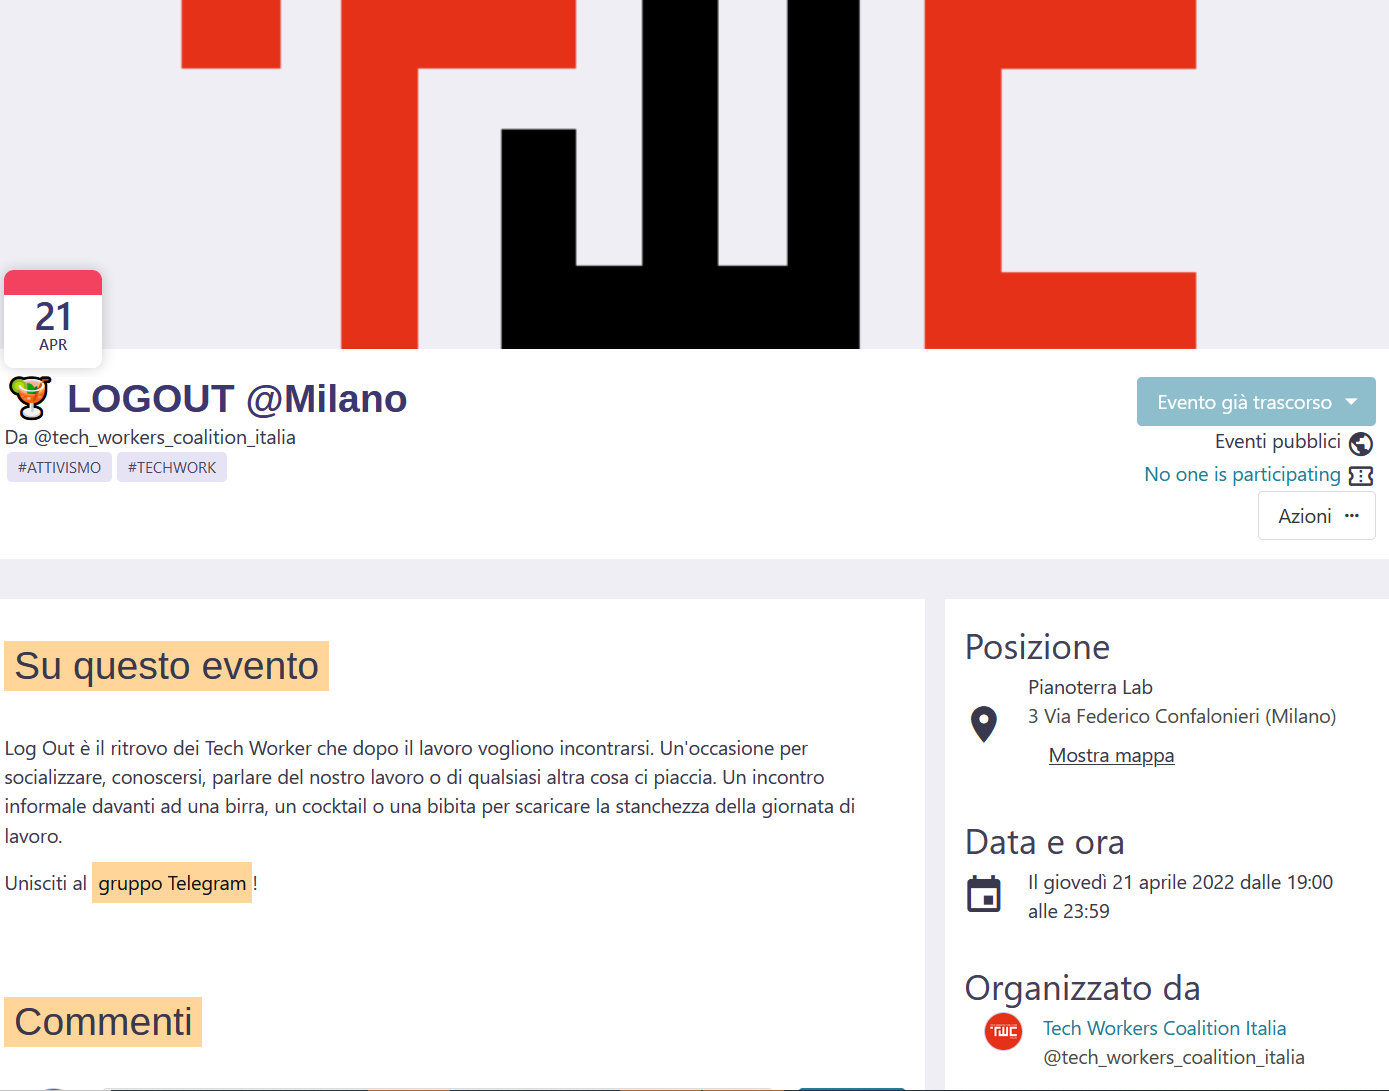 TWC
21
APR
LOGOUT @Milano
Da @tech_workers_coalition_italia
#ATTIVISMO #TECHWORK
Evento già trascorso
Eventi pubblici
No one is participating
Azioni
Su questo evento
Log Out è il ritrovo dei Tech Worker che dopo il lavoro vogliono incontrarsi. Un'occasione per
socializzare, conoscersi, parlare del nostro lavoro o di qualsiasi altra cosa ci piaccia. Un incontro
informale davanti ad una birra, un cocktail o una bibita per scaricare la stanchezza della giornata di
lavoro.
Unisciti al gruppo Telegram !
Commenti
Posizione
Pianoterra Lab
3 Via Federico Confalonieri (Milano)
Mostra mappa
Data e ora
Il giovedì 21 aprile 2022 dalle 19:00
alle 23:59
Organizzato da
TWC
Tech Workers Coalition Italia
@tech_workers_coalition_italia